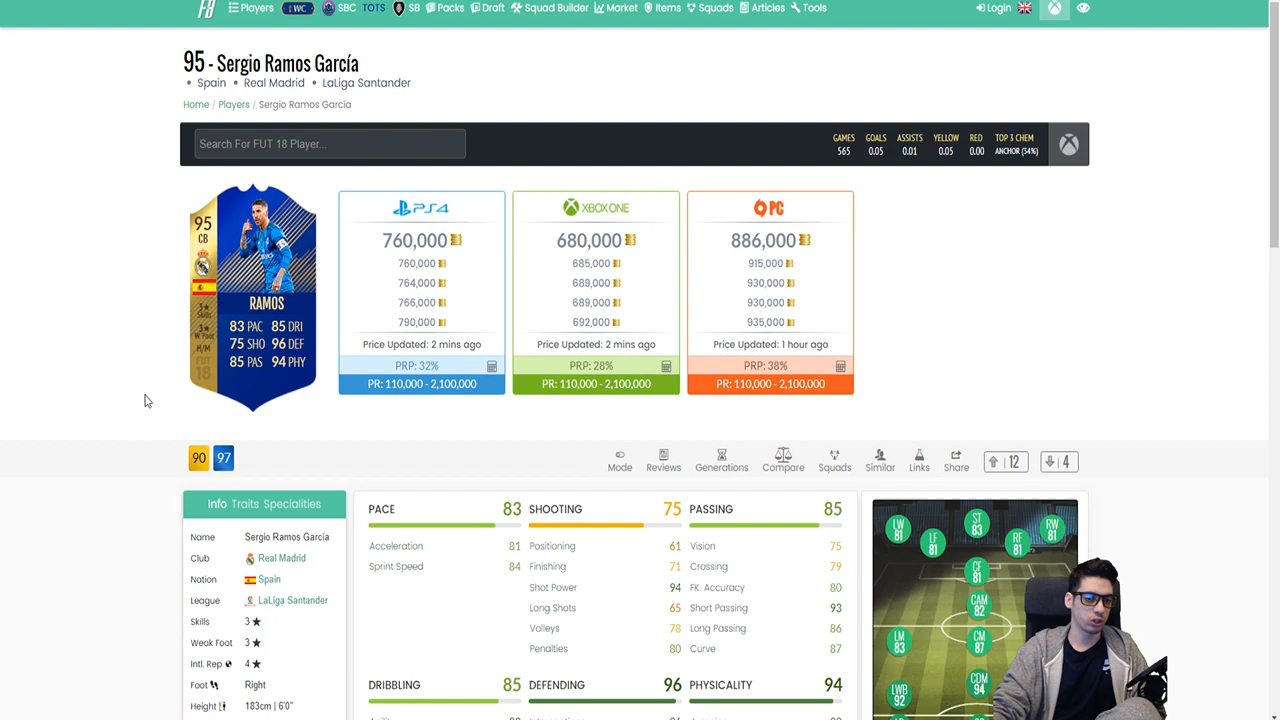 F8 Players WC SBC TOTS SB Packs Draft Squad Builder Market Items Squads Articles Tools Login
95 - Sergio Ramos García
• Spain • Real Madrid • LaLiga Santander
Home / Players / Sergio Ramos Garcia
Search For FUT 18 Player...
GAMES GOALS ASSISTS YELLOW RED TOP 3 CHEM
565 0.05 0.01 0.05 0.00 ANCHOR (34%)
95
CB
RAMOS
83 PAC 85 DRI
75 SHO 96 DEF
85 PAS 94 PHY
3★
Skills
3★
W. Foot
H/M
FUT
18
PS4
760,000
760,000
764,000
766,000
790,000
Price Updated: 2 mins ago
PRP: 32%
PR: 110,000 - 2,100,000
XBOX ONE
680,000
685,000
689,000
689,000
692,000
Price Updated: 2 mins ago
PRP: 28%
PR: 110,000 - 2,100,000
PC
886,000
915,000
930,000
930,000
935,000
Price Updated: 1 hour ago
PRP: 38%
PR: 110,000 - 2,100,000
90 97
Mode Reviews Generations Compare Squads Similar Links Share | 12 | 4
Info Traits Specialities
Name Sergio Ramos García
Club Real Madrid
Nation Spain
League LaLiga Santander
Skills 3★
Weak Foot 3★
Intl. Rep 4★
Foot Right
Height 183cm | 6'0"
PACE 83
Acceleration 81
Sprint Speed 84
SHOOTING 75
Positioning 61
Finishing 71
Shot Power 94
Long Shots 65
Volleys 78
Penalties 80
PASSING 85
Vision 75
Crossing 79
FK. Accuracy 80
Short Passing 93
Long Passing 86
Curve 87
DRIBBLING 85
DEFENDING 96
PHYSICALITY 94
LW
81
LF
81
ST
83
RF
81
RW
81
CF
81
CAM
82
LM
83
CM
87
CDM
94
LWB
92